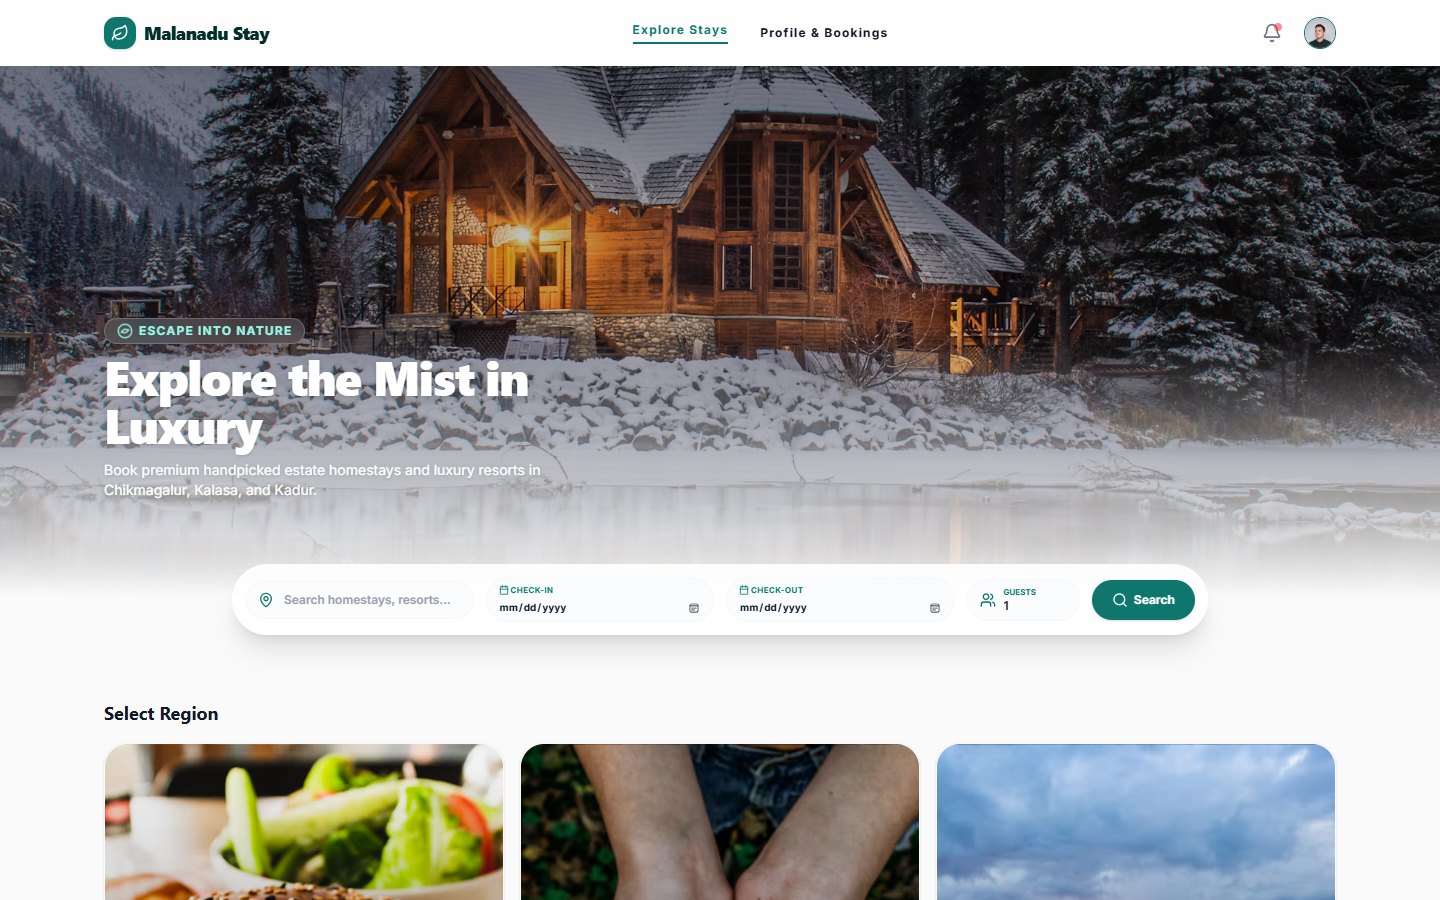 Malanadu Stay
Explore Stays
Profile & Bookings
ESCAPE INTO NATURE
Explore the Mist in
Luxury
Book premium handpicked estate homestays and luxury resorts in
Chikmagalur, Kalasa, and Kadur.
Search homestays, resorts...
CHECK-IN
mm/dd/yyyy
CHECK-OUT
mm/dd/yyyy
GUESTS
1
Search
Select Region